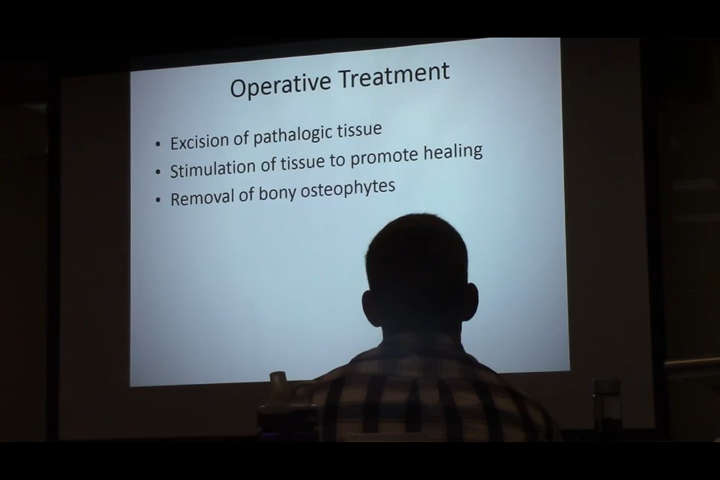 Operative Treatment
• Excision of pathalogic tissue
• Stimulation of tissue to promote healing
• Removal of bony osteophytes